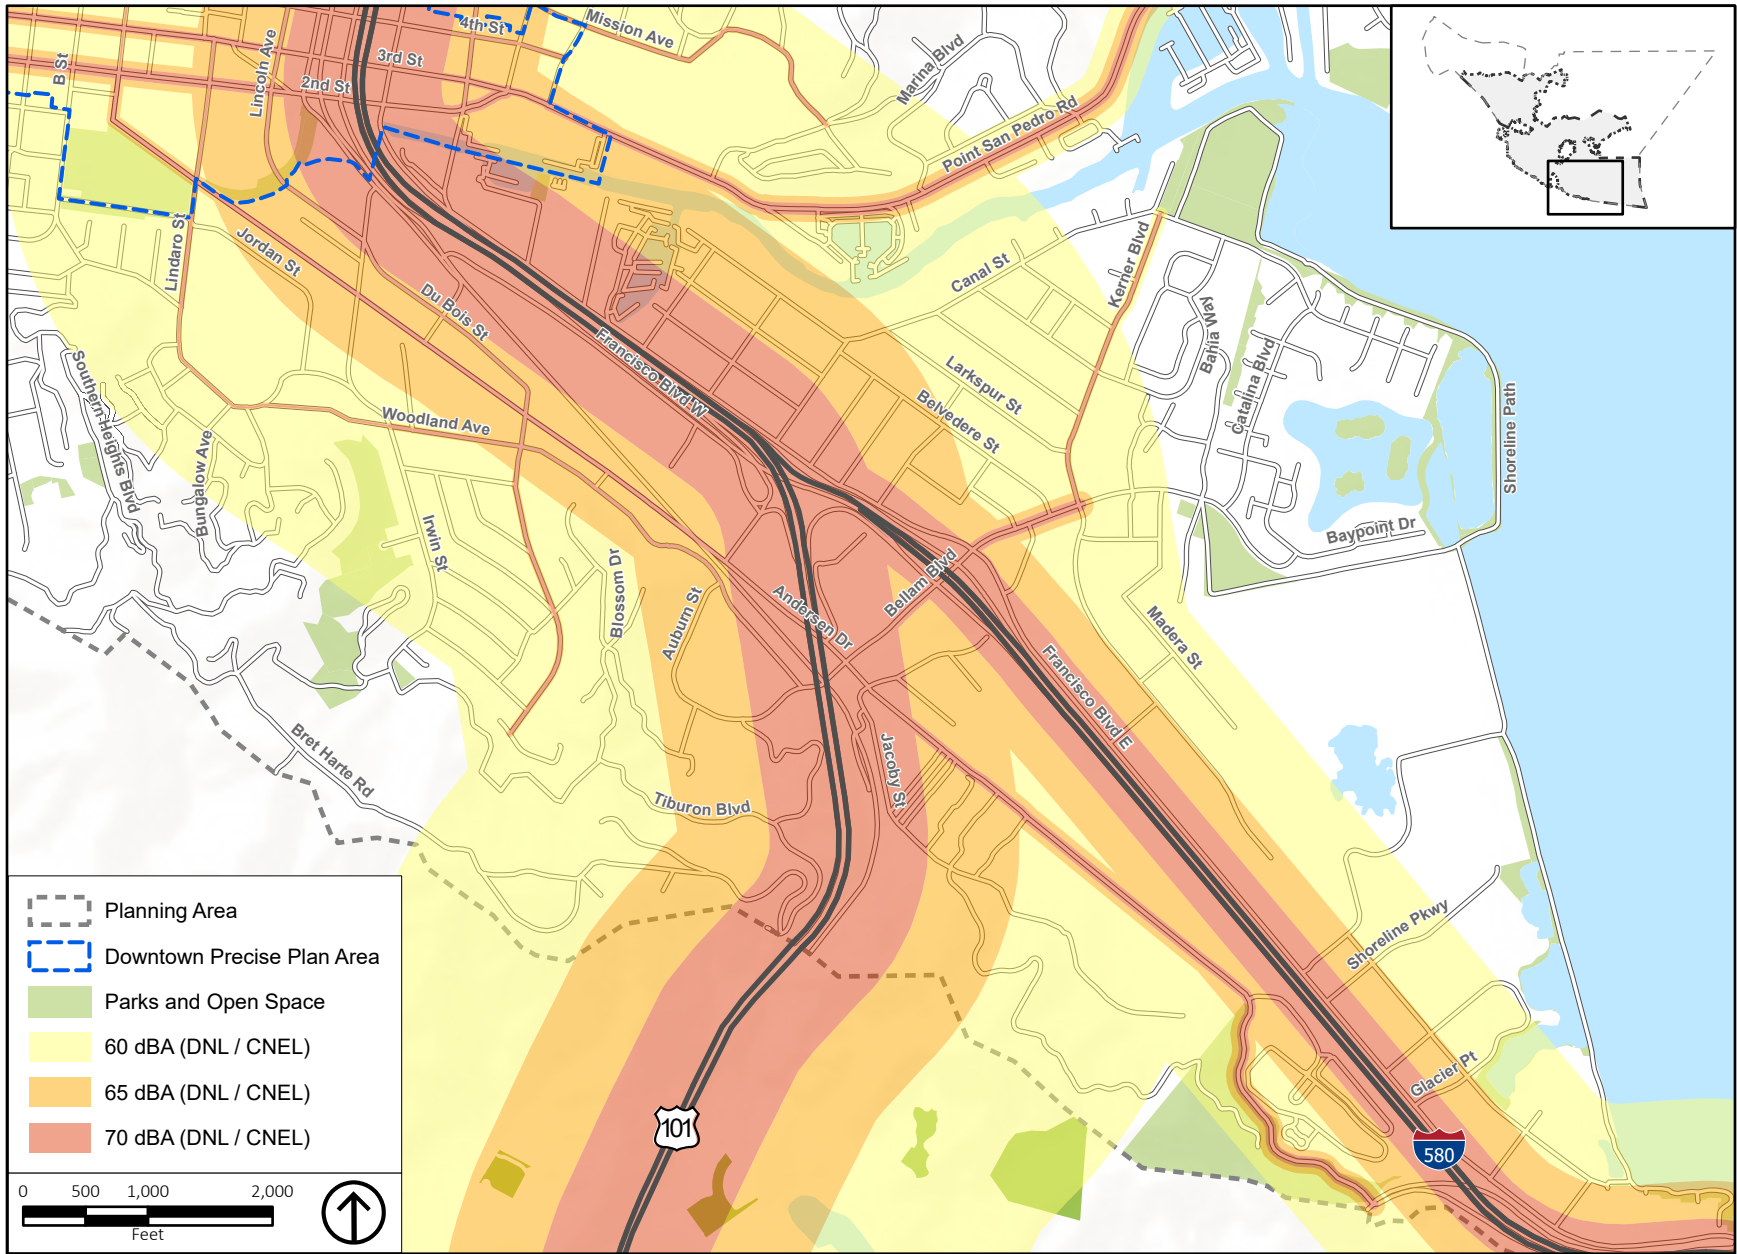 4th St
Mission Ave
3rd St
2nd St
B St
Lincoln Ave
Marina Blvd
Point San Pedro Rd
Lindaro St
Jordan St
Du Bois St
Canal St
Kerner Blvd
Bahia Way
Catalina Blvd
Francisco Blvd W
Larkspur St
Belvedere St
Shoreline Path
Southern Heights Blvd
Bungalow Ave
Woodland Ave
Irwin St
Blossom Dr
Auburn St
Andersen Dr
Bellam Blvd
Baypoint Dr
Madera St
Francisco Blvd E
Jacoby St
Bret Harte Rd
Tiburon Blvd
Shoreline Pkwy
Glacier Pt
101
580
Planning Area
Downtown Precise Plan Area
Parks and Open Space
60 dBA (DNL / CNEL)
65 dBA (DNL / CNEL)
70 dBA (DNL / CNEL)
0 500 1,000 2,000
Feet